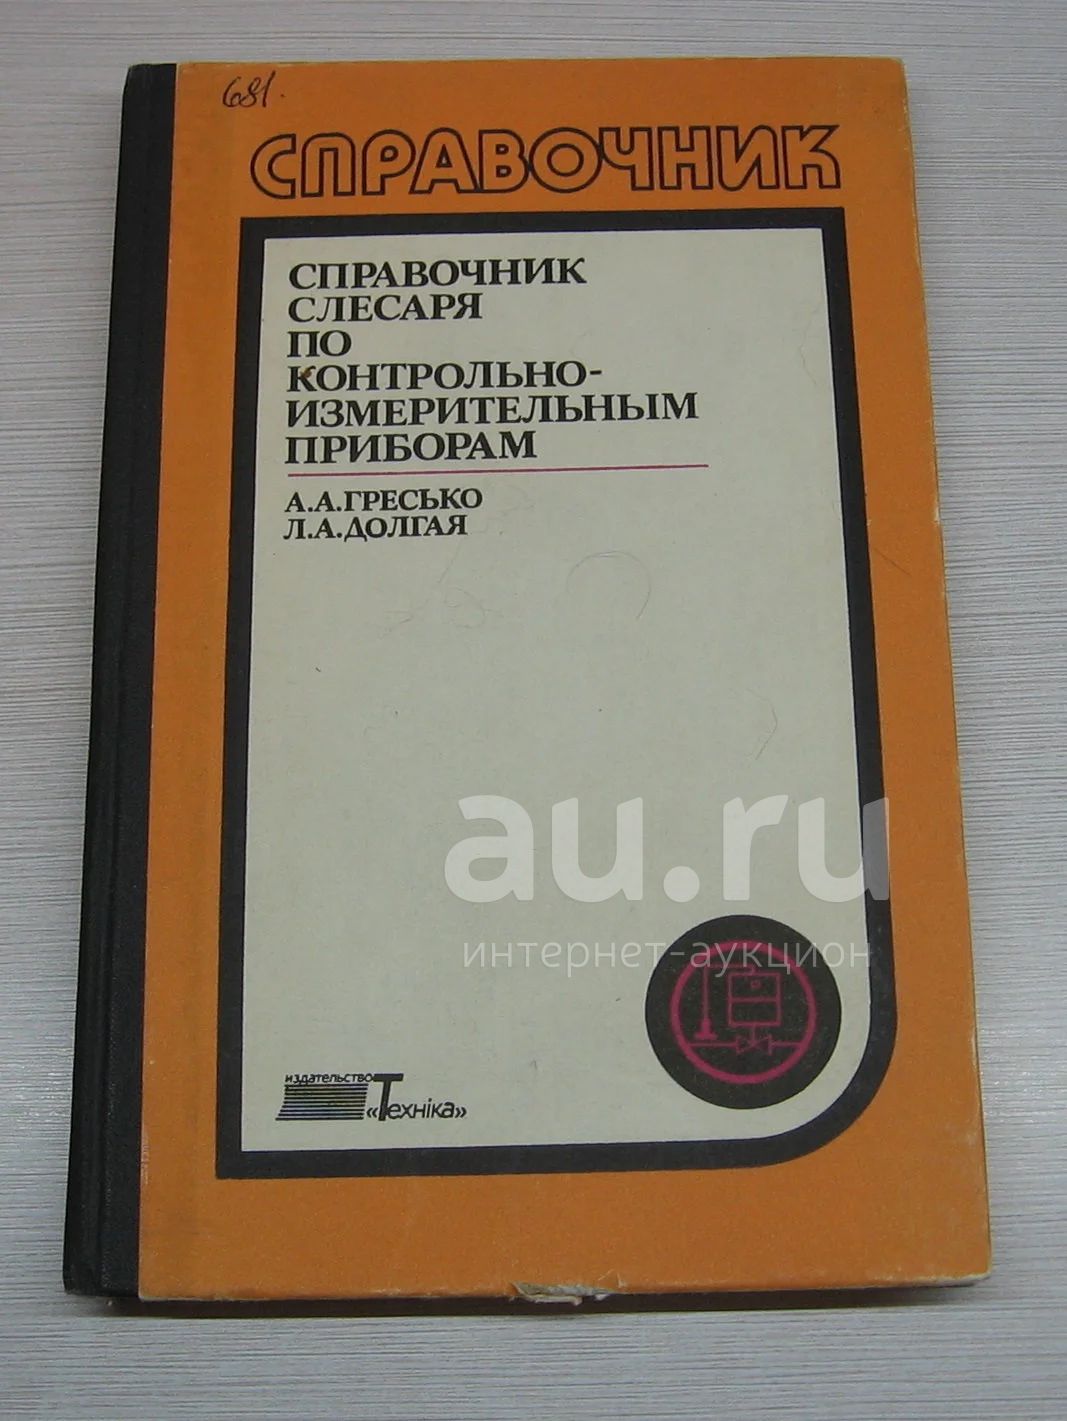 681.
СПРАВОЧНИК
СПРАВОЧНИК
СЛЕСАРЯ
ПО
КОНТРОЛЬНО-
ИЗМЕРИТЕЛЬНЫМ
ПРИБОРАМ
А.А.ГРЕСЬКО
Л.А.ДОЛГАЯ
au.ru
интернет-аукцион
издательство
«Техніка»